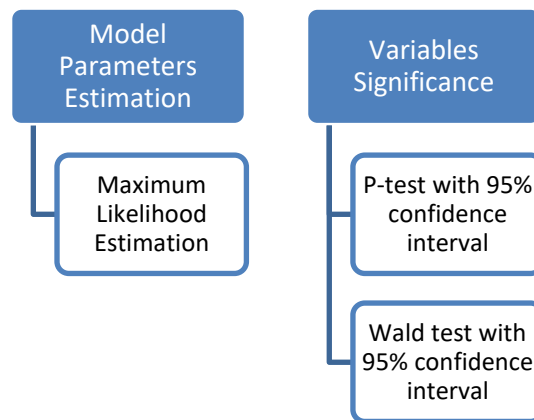 Model
Parameters
Estimation
Maximum
Likelihood
Estimation
Variables
Significance
P-test with 95%
confidence
interval
Wald test with
95% confidence
interval